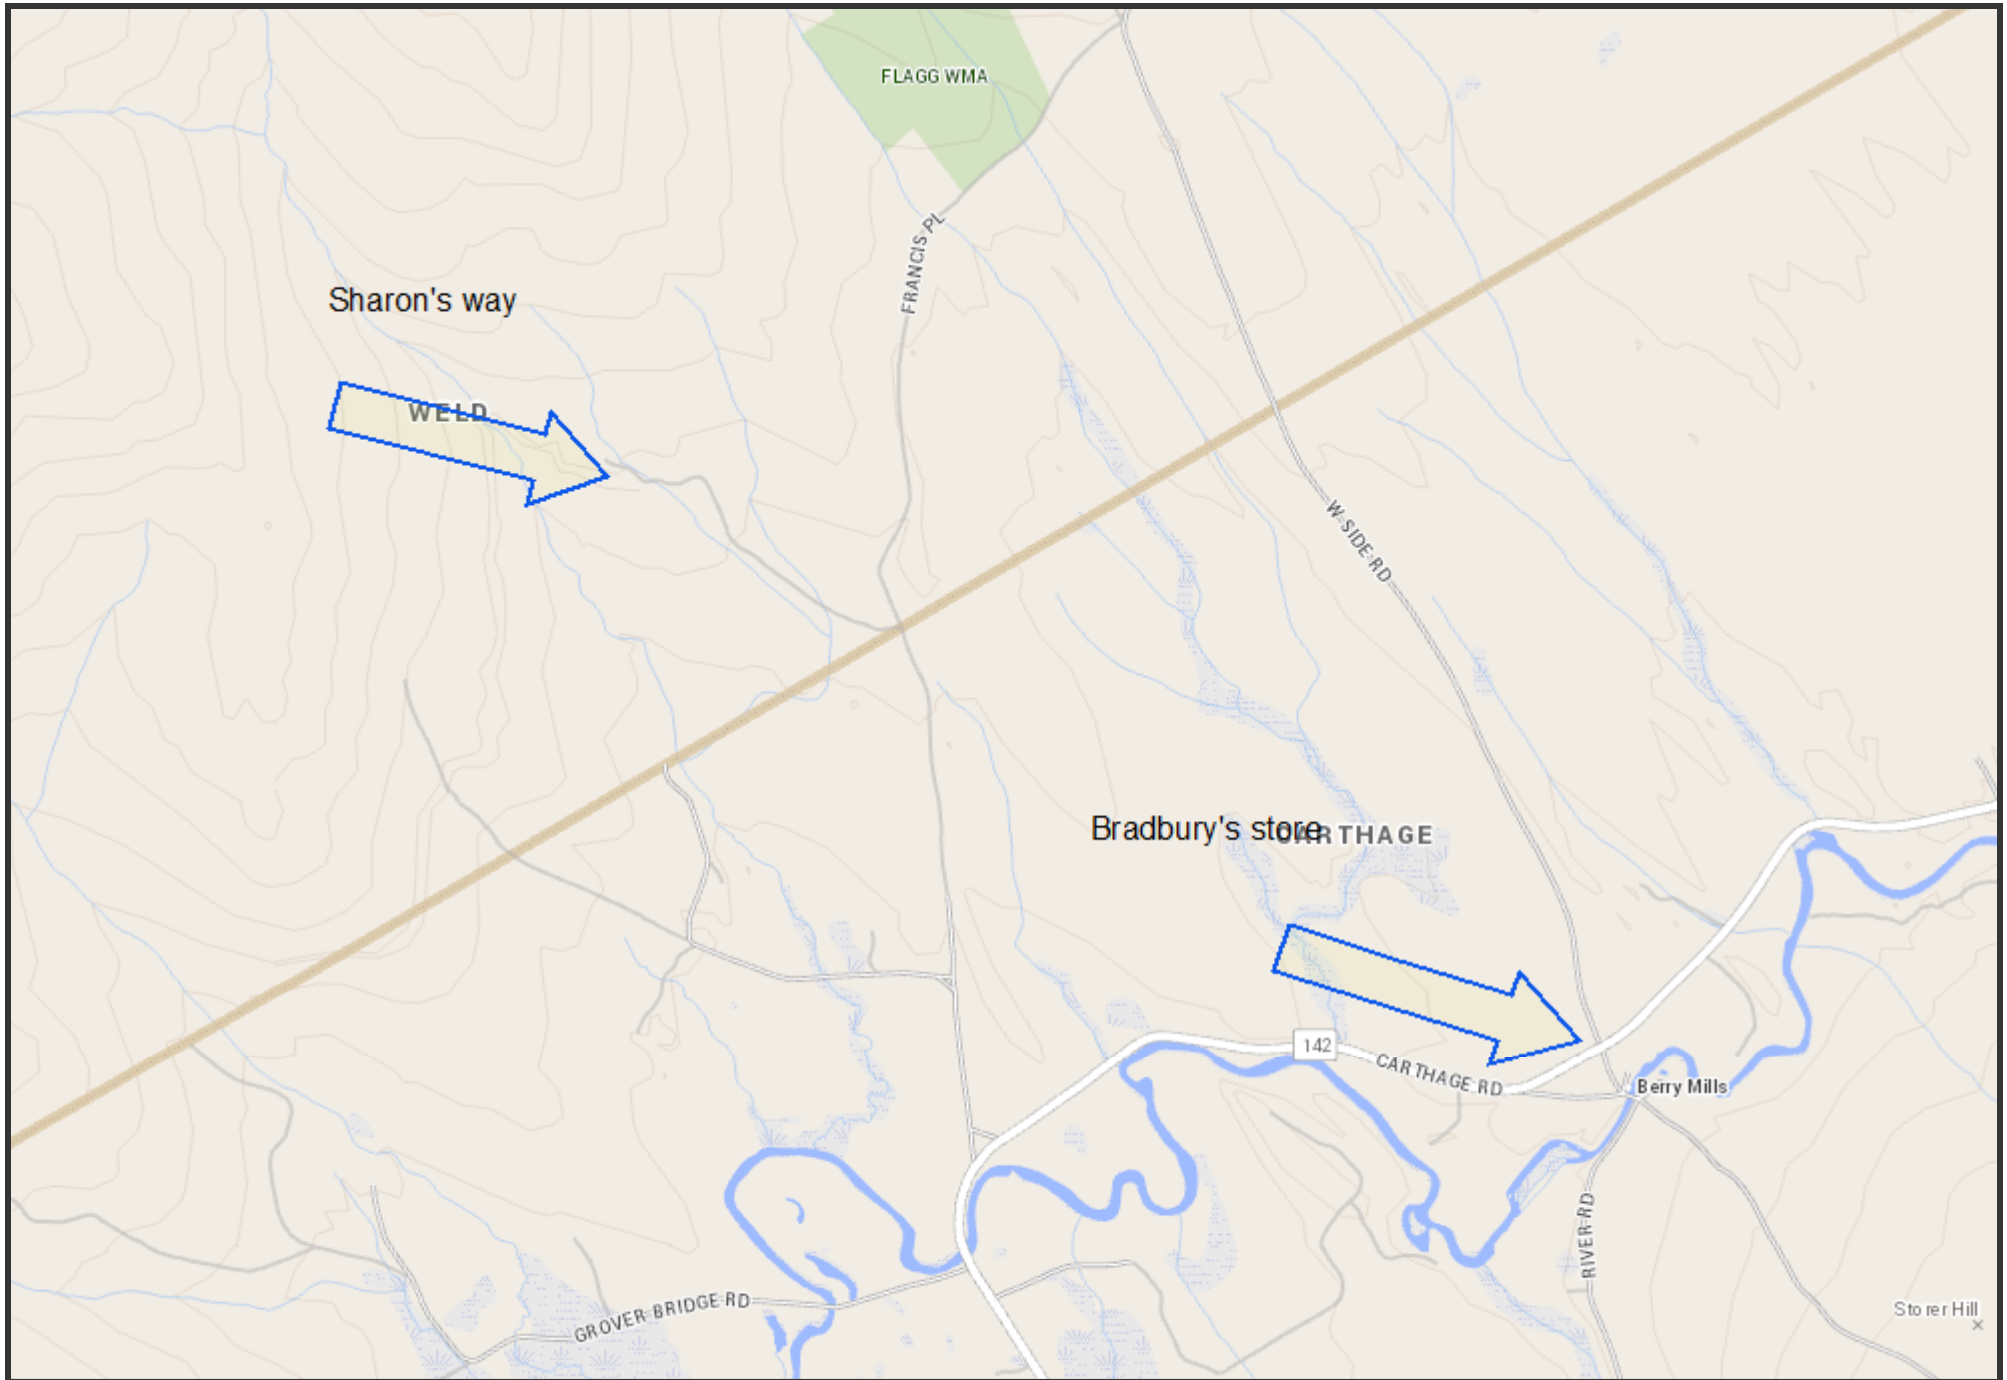 FLAGG WMA
FRANCIS PL
Sharon's way
WELD
W SIDE RD
Bradbury's store
CARTHAGE
142
CARTHAGE RD
Berry Mills
RIVER RD
GROVER BRIDGE RD
Storer Hill